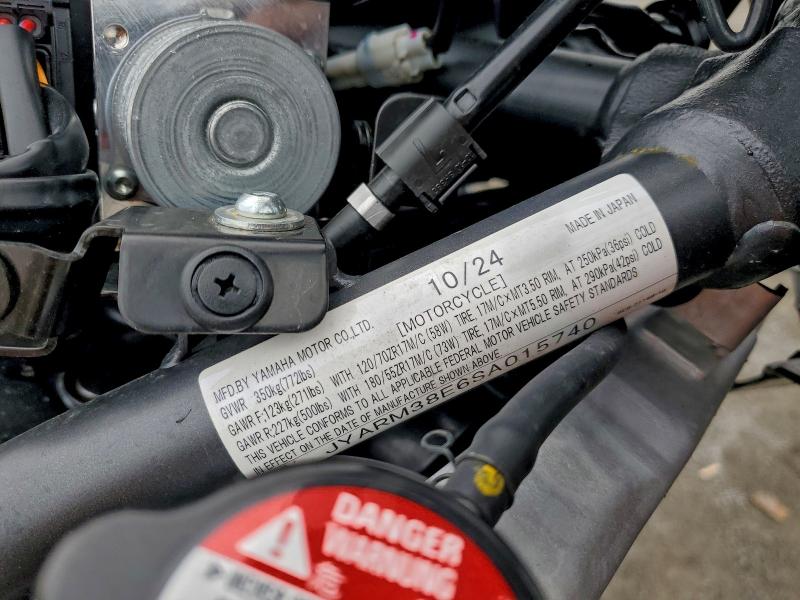 MADE IN JAPAN
10/24
MFD.BY YAMAHA MOTOR CO.,LTD. [MOTORCYCLE]
GVWR 350kg(772lbs)
GAWR F;123kg(271lbs) WITH 120/70ZR17M/C (58W) TIRE 17M/C×MT3.50 RIM, AT 250kPa(36psi) COLD
GAWR R;227kg(500lbs) WITH 180/55ZR17M/C (73W) TIRE 17M/C×MT5.50 RIM, AT 290kPa(42psi) COLD
THIS VEHICLE CONFORMS TO ALL APPLICABLE FEDERAL MOTOR VEHICLE SAFETY STANDARDS
IN EFFECT ON THE DATE OF MANUFACTURE SHOWN ABOVE
JYARM38E6SA015740
DANGER
WARNING